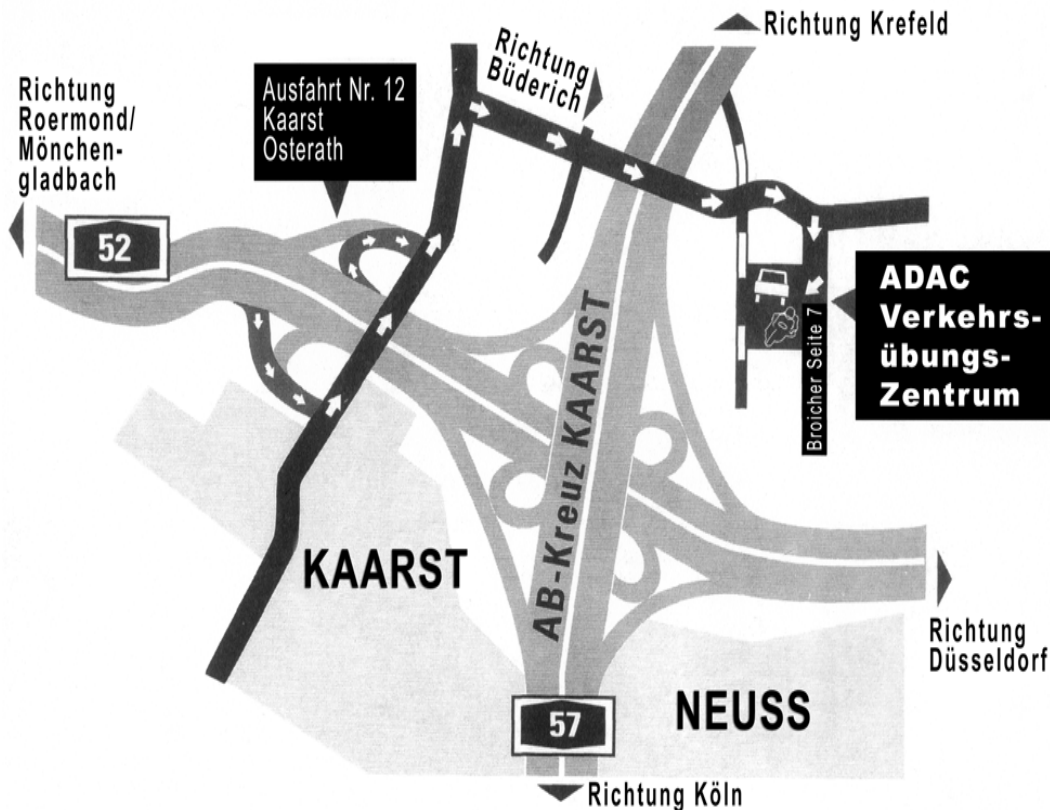 Richtung Krefeld
Richtung
Büderich
Richtung
Roermond/
Mönchen-
gladbach
Ausfahrt Nr. 12
Kaarst
Osterath
52
ADAC
Verkehrs-
übungs-
Zentrum
Broicher Seite 7
AB-Kreuz KAARST
KAARST
Richtung
Düsseldorf
NEUSS
57
Richtung Köln